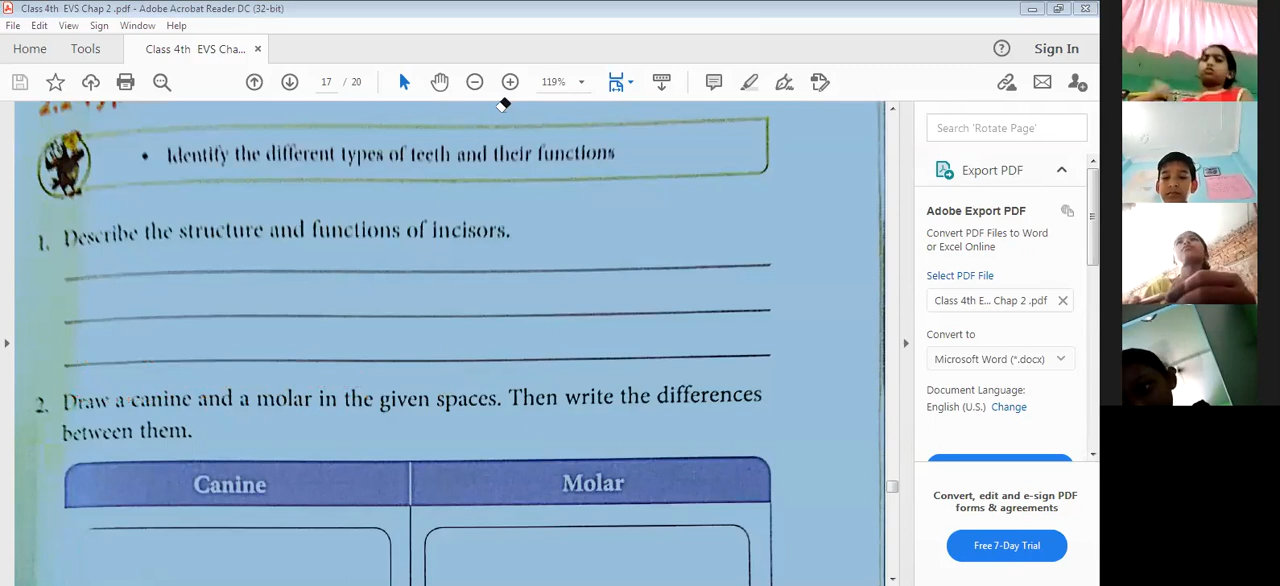 Class 4th EVS Chap 2 .pdf - Adobe Acrobat Reader DC (32-bit)
File Edit View Sign Window Help
Home Tools Class 4th EVS Cha... × Sign In
17 / 20 119%
• Identify the different types of teeth and their functions
1. Describe the structure and functions of incisors.
2. Draw a canine and a molar in the given spaces. Then write the differences
between them.
Canine Molar
Search 'Rotate Page'
Export PDF
Adobe Export PDF
Convert PDF Files to Word
or Excel Online
Select PDF File
Class 4th E... Chap 2 .pdf
Convert to
Microsoft Word (*.docx)
Document Language:
English (U.S.) Change
Convert, edit and e-sign PDF
forms & agreements
Free 7-Day Trial